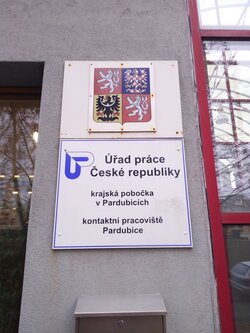 Úřad práce
České republiky
krajská pobočka
v Pardubicích
kontaktní pracoviště
Pardubice